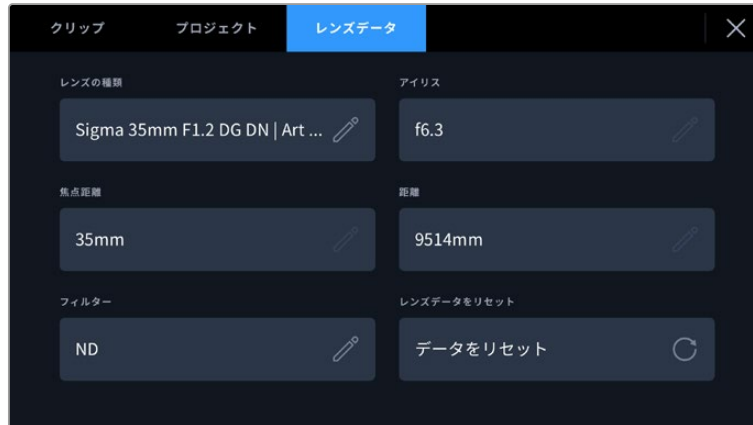 クリップ プロジェクト レンズデータ
レンズの種類 アイリス
Sigma 35mm F1.2 DG DN | Art ... f6.3
焦点距離 距離
35mm 9514mm
フィルター レンズデータをリセット
ND データをリセット